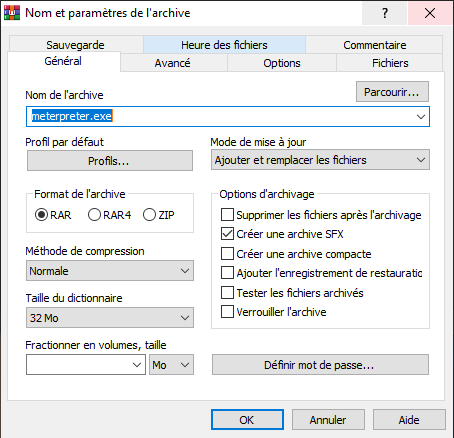 Nom et paramètres de l'archive
?
Sauvegarde
Heure des fichiers
Commentaire
Général
Avancé
Options
Fichiers
Nom de l'archive
Parcourir...
meterpreter.exe
Profil par défaut
Mode de mise à jour
Profils...
Ajouter et remplacer les fichiers
Format de l'archive
RAR
RAR4
ZIP
Options d'archivage
Supprimer les fichiers après l'archivage
Créer une archive SFX
Créer une archive compacte
Ajouter l'enregistrement de restauratio
Tester les fichiers archivés
Verrouiller l'archive
Méthode de compression
Normale
Taille du dictionnaire
32 Mo
Fractionner en volumes, taille
Mo
Définir mot de passe...
OK
Annuler
Aide